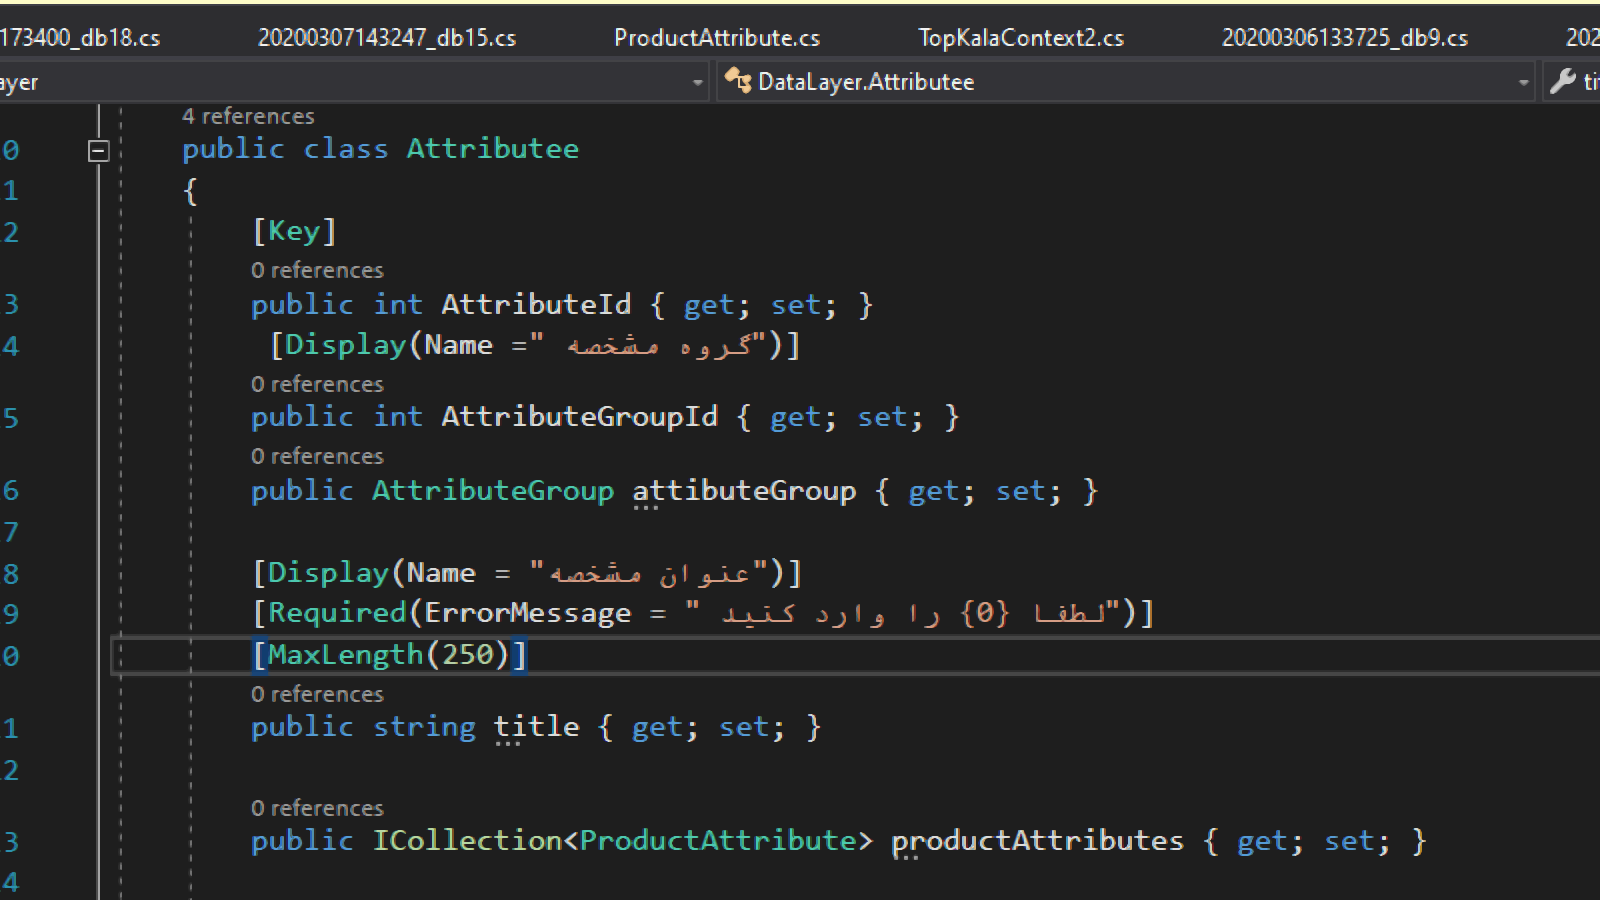 173400_db18.cs 20200307143247_db15.cs ProductAttribute.cs TopKalaContext2.cs 20200306133725_db9.cs 202
ayer DataLayer.Attributee tit
4 references
0 public class Attributee
1 {
2 [Key]
0 references
3 public int AttributeId { get; set; }
4 [Display(Name =" گروه مشخصه")]
0 references
5 public int AttributeGroupId { get; set; }
0 references
6 public AttributeGroup attibuteGroup { get; set; }
7
8 [Display(Name = "عنوان مشخصه")]
9 [Required(ErrorMessage = " لطفا {0} را وارد کنید")]
0 [MaxLength(250)]
0 references
1 public string title { get; set; }
2
0 references
3 public ICollection<ProductAttribute> productAttributes { get; set; }
4